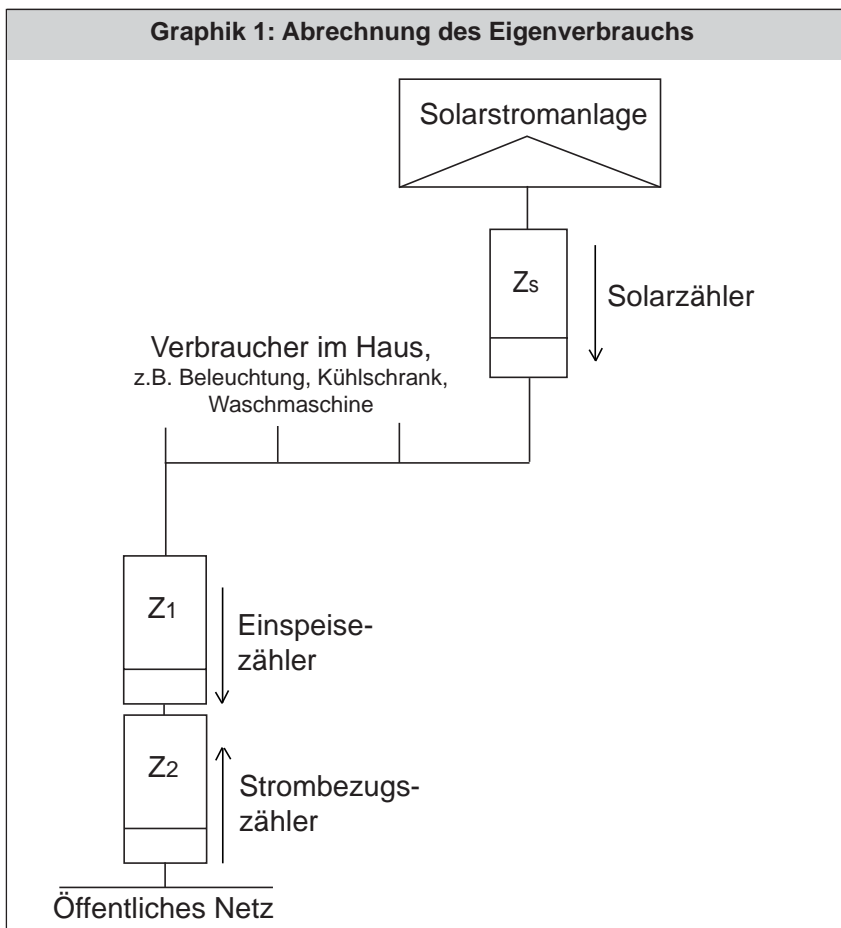 Graphik 1: Abrechnung des Eigenverbrauchs
Solarstromanlage
Zs
Solarzähler
Verbraucher im Haus,
z.B. Beleuchtung, Kühlschrank,
Waschmaschine
Z1
Einspeise-
zähler
Z2
Strombezugs-
zähler
Öffentliches Netz